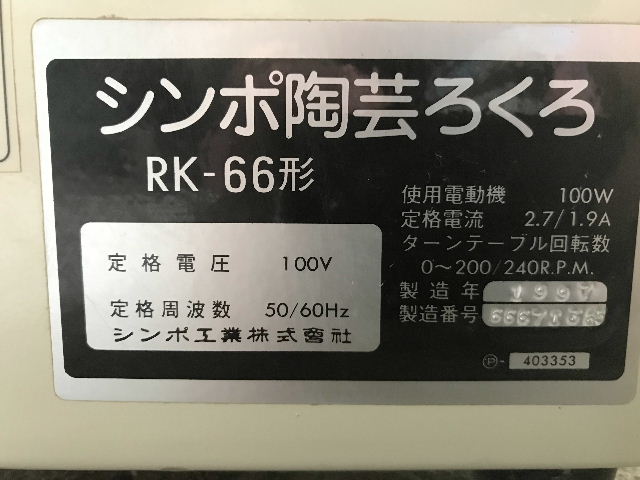 シンポ陶芸ろくろ
RK-66形
使用電動機 100W
定格電流 2.7/1.9A
ターンテーブル回転数
0～200/240R.P.M.
製造年 1997
製造番号
定格電圧 100V
定格周波数 50/60Hz
シンポ工業株式會社
Ⓟ- 403353